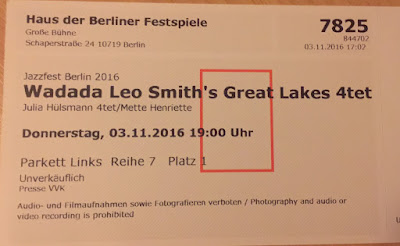 Haus der Berliner Festspiele
Große Bühne
Schaperstraße 24 10719 Berlin
7825
844702
03.11.2016 17:02
Jazzfest Berlin 2016
Wadada Leo Smith's Great Lakes 4tet
Julia Hülsmann 4tet/Mette Henriette
Donnerstag, 03.11.2016 19:00 Uhr
Parkett Links Reihe 7 Platz 1
Unverkäuflich
Presse VVK
Audio- und Filmaufnahmen sowie Fotografieren verboten / Photography and audio or
video recording is prohibited